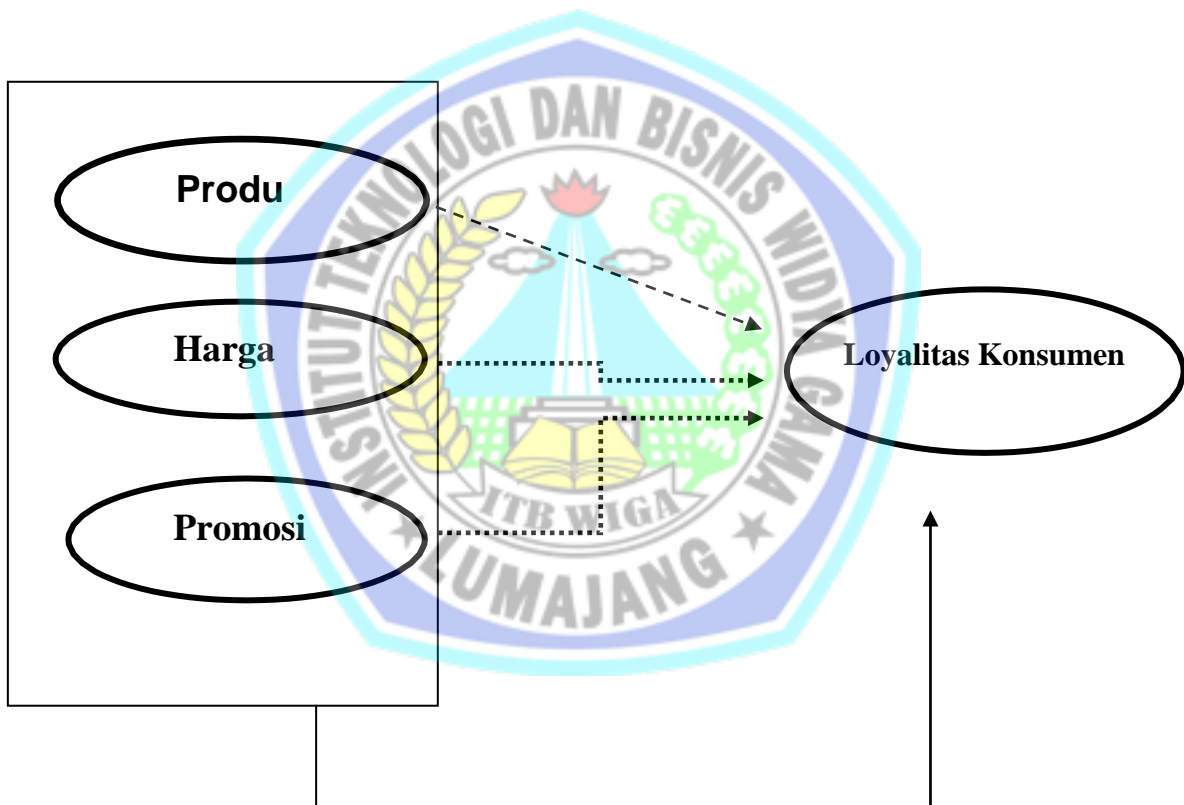 Produ
Harga
Promosi
Loyalitas Konsumen
INSTITUT TEKNOLOGI DAN BISNIS WIDYA GAMA
ITB WIGA
LUMAJANG